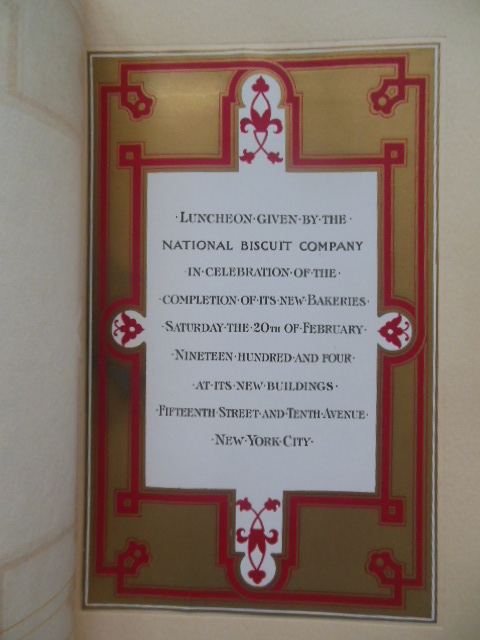 ·Luncheon·given·by·the·
NATIONAL BISCUIT COMPANY
·in·celebration·of·the·
·completion·of·its·new·Bakeries·
·Saturday·the·20th of·February·
·Nineteen·hundred·and four·
·at·its·new·buildings·
·Fifteenth·Street·and·Tenth·Avenue·
·New·York·City·